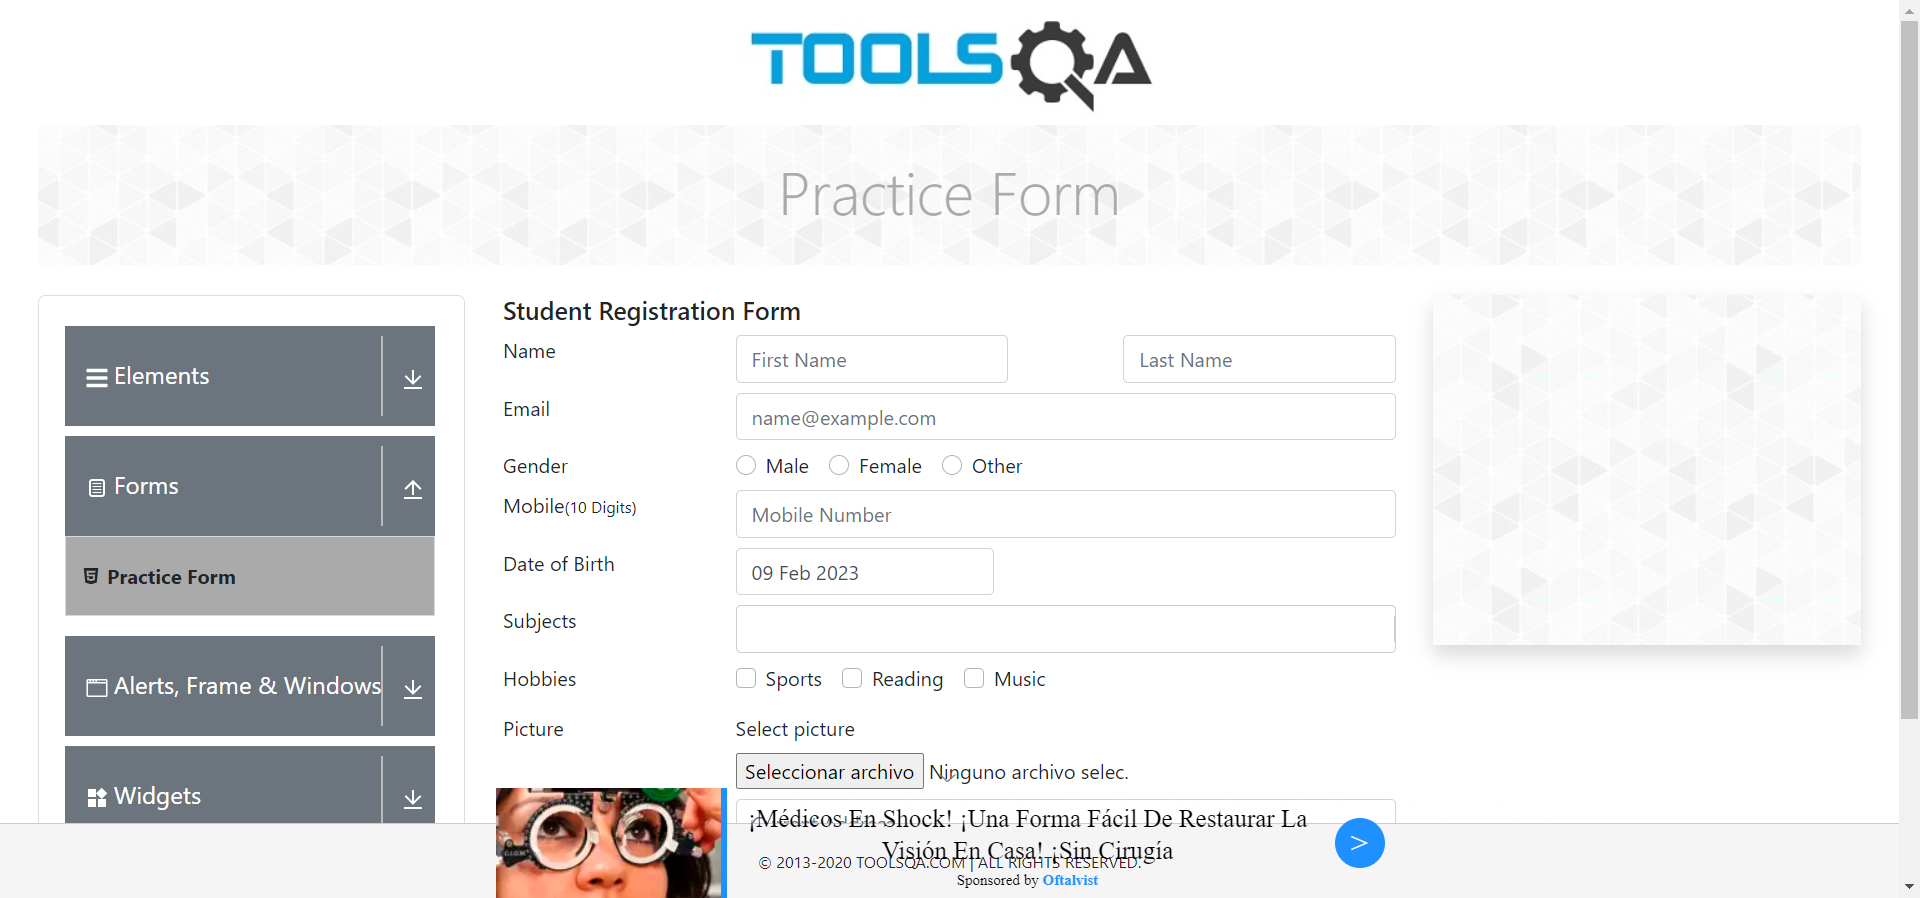 TOOLSQA
Practice Form
Elements
Forms
Practice Form
Alerts, Frame & Windows
Widgets
Student Registration Form
Name
First Name
Last Name
Email
name@example.com
Gender
Male
Female
Other
Mobile(10 Digits)
Mobile Number
Date of Birth
09 Feb 2023
Subjects
Hobbies
Sports
Reading
Music
Picture
Select picture
Seleccionar archivo
Ninguno archivo selec.
¡Médicos En Shock! ¡Una Forma Fácil De Restaurar La
Visión En Casa! ¡Sin Cirugía
© 2013-2020 TOOLSQA.COM | ALL RIGHTS RESERVED.
Sponsored by Oftalvist
>